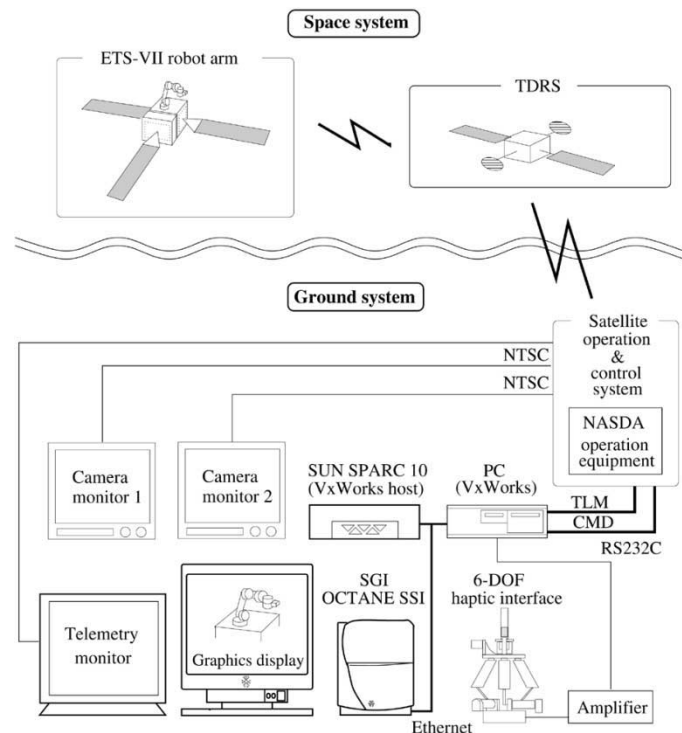 Space system
ETS-VII robot arm
TDRS
Ground system
Satellite
operation
&
control
system
NTSC
NTSC
NASDA
operation
equipment
Camera
monitor 1
Camera
monitor 2
SUN SPARC 10
(VxWorks host)
PC
(VxWorks)
TLM
CMD
RS232C
SGI
OCTANE SSI
6-DOF
haptic interface
Telemetry
monitor
Graphics display
Amplifier
Ethernet